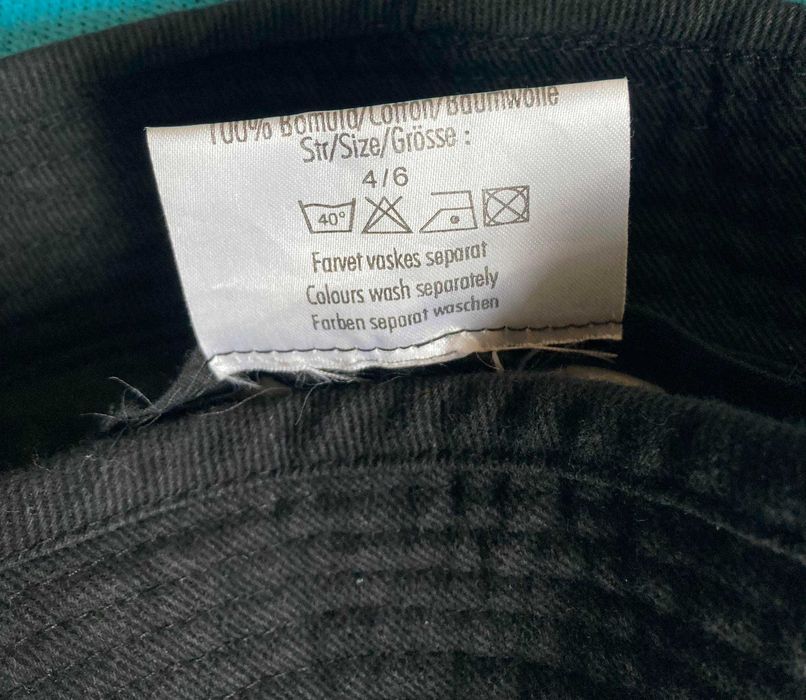 100% Bomuld/Cotton/Baumwolle
Str/Size/Grösse :
4/6
40°
Farvet vaskes separat
Colours wash separately
Farben separat waschen